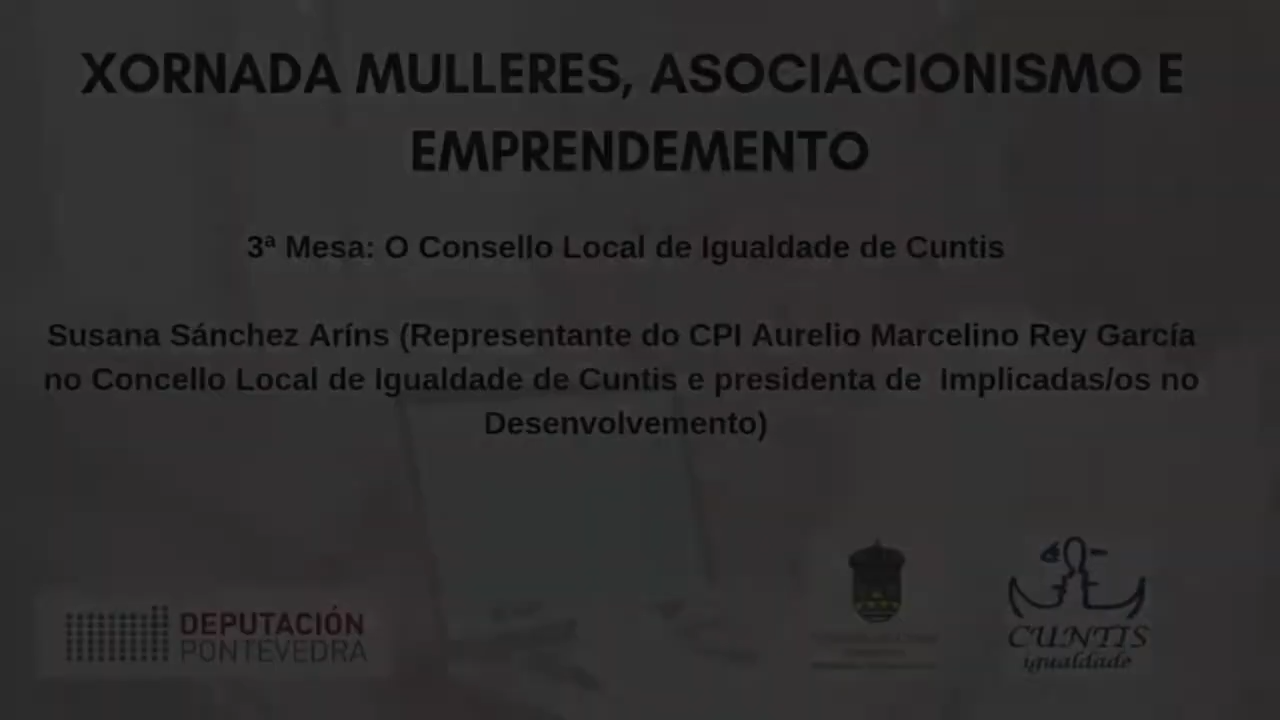 XORNADA MULLERES, ASOCIACIONISMO E
EMPRENDEMENTO
3ª Mesa: O Consello Local de Igualdade de Cuntis
Susana Sánchez Aríns (Representante do CPI Aurelio Marcelino Rey García
no Concello Local de Igualdade de Cuntis e presidenta de Implicadas/os no
Desenvolvemento)
DEPUTACIÓN
PONTEVEDRA
CUNTIS
igualdade